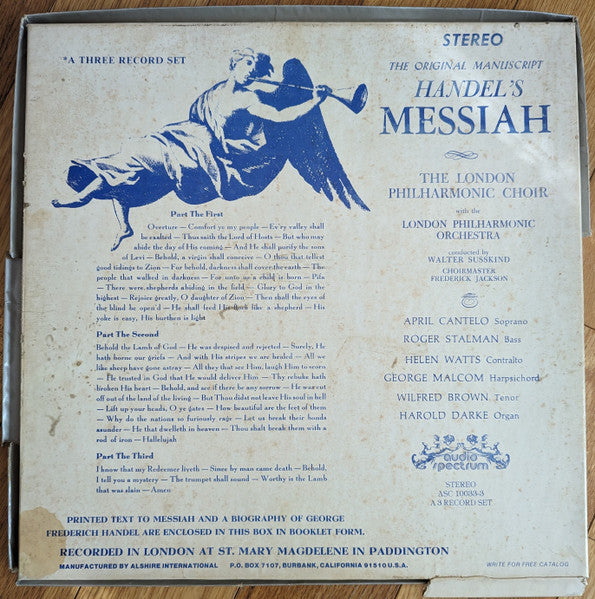 *A THREE RECORD SET
STEREO
THE ORIGINAL MANUSCRIPT
HANDEL'S
MESSIAH
THE LONDON
PHILHARMONIC CHOIR
with the
LONDON PHILHARMONIC
ORCHESTRA
conducted by
WALTER SUSSKIND
CHOIRMASTER
FREDERICK JACKSON
APRIL CANTELO Soprano
ROGER STALMAN Bass
HELEN WATTS Contralto
GEORGE MALCOM Harpsichord
WILFRED BROWN Tenor
HAROLD DARKE Organ
audio
spectrum
STEREO
ASC 10033-3
A 3 RECORD SET
Part The First
Overture — Comfort ye my people — Ev'ry valley shall
be exalted — Thus saith the Lord of Hosts — But who may
abide the day of His coming — And He shall purify the sons
of Levi — Behold, a virgin shall conceive — O thou that tellest
good tidings to Zion — For behold, darkness shall cover the earth — The
people that walked in darkness — For unto us a child is born — Pifa
— There were shepherds abiding in the field — Glory to God in the
highest — Rejoice greatly, O daughter of Zion — Then shall the eyes of
the blind be open'd — He shall feed His flock like a shepherd — His
yoke is easy, His burthen is light
Part The Second
Behold the Lamb of God — He was despised and rejected — Surely, He
hath borne our griefs — And with His stripes we are healed — All we
like sheep have gone astray — All they that see Him, laugh Him to scorn
— He trusted in God that He would deliver Him — Thy rebuke hath
broken His heart — Behold, and see if there be any sorrow — He was cut
off out of the land of the living — But Thou didst not leave His soul in hell
— Lift up your heads, O ye gates — How beautiful are the feet of them
— Why do the nations so furiously rage — Let us break their bonds
asunder — He that dwelleth in heaven — Thou shalt break them with a
rod of iron — Hallelujah
Part The Third
I know that my Redeemer liveth — Since by man came death — Behold,
I tell you a mystery — The trumpet shall sound — Worthy is the Lamb
that was slain — Amen
PRINTED TEXT TO MESSIAH AND A BIOGRAPHY OF GEORGE
FREDERICH HANDEL ARE ENCLOSED IN THIS BOX IN BOOKLET FORM.
RECORDED IN LONDON AT ST. MARY MAGDELENE IN PADDINGTON
MANUFACTURED BY ALSHIRE INTERNATIONAL P.O. BOX 7107, BURBANK, CALIFORNIA 91510 U.S.A.
WRITE FOR FREE CATALOG